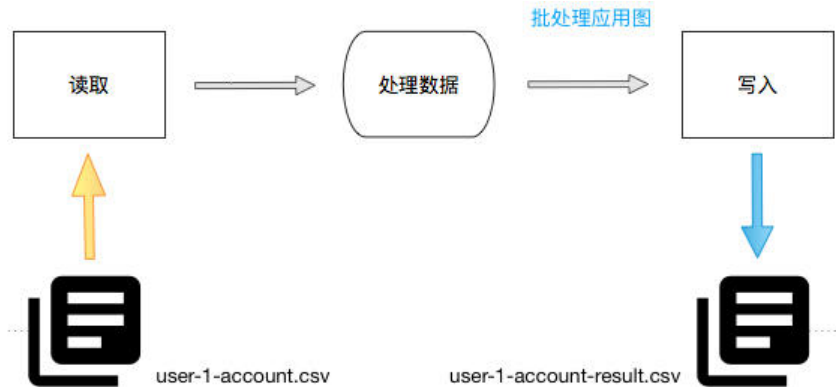 批处理应用图
读取
处理数据
写入
user-1-account.csv
user-1-account-result.csv